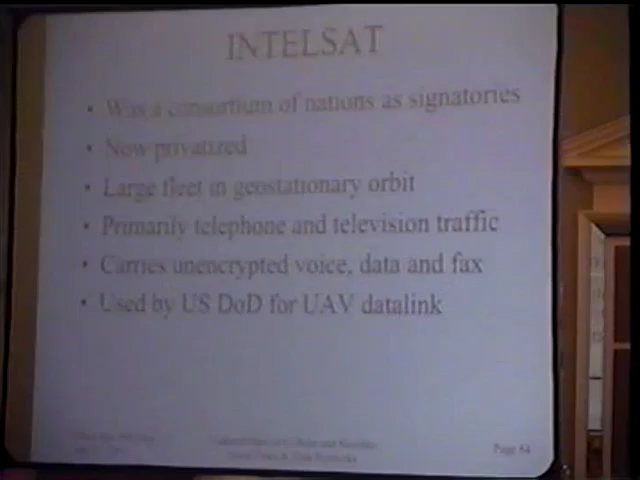 INTELSAT
• Was a consortium of nations as signatories
• Now privatized
• Large fleet in geostationary orbit
• Primarily telephone and television traffic
• Carries unencrypted voice, data and fax
• Used by US DoD for UAV datalink
Page 84